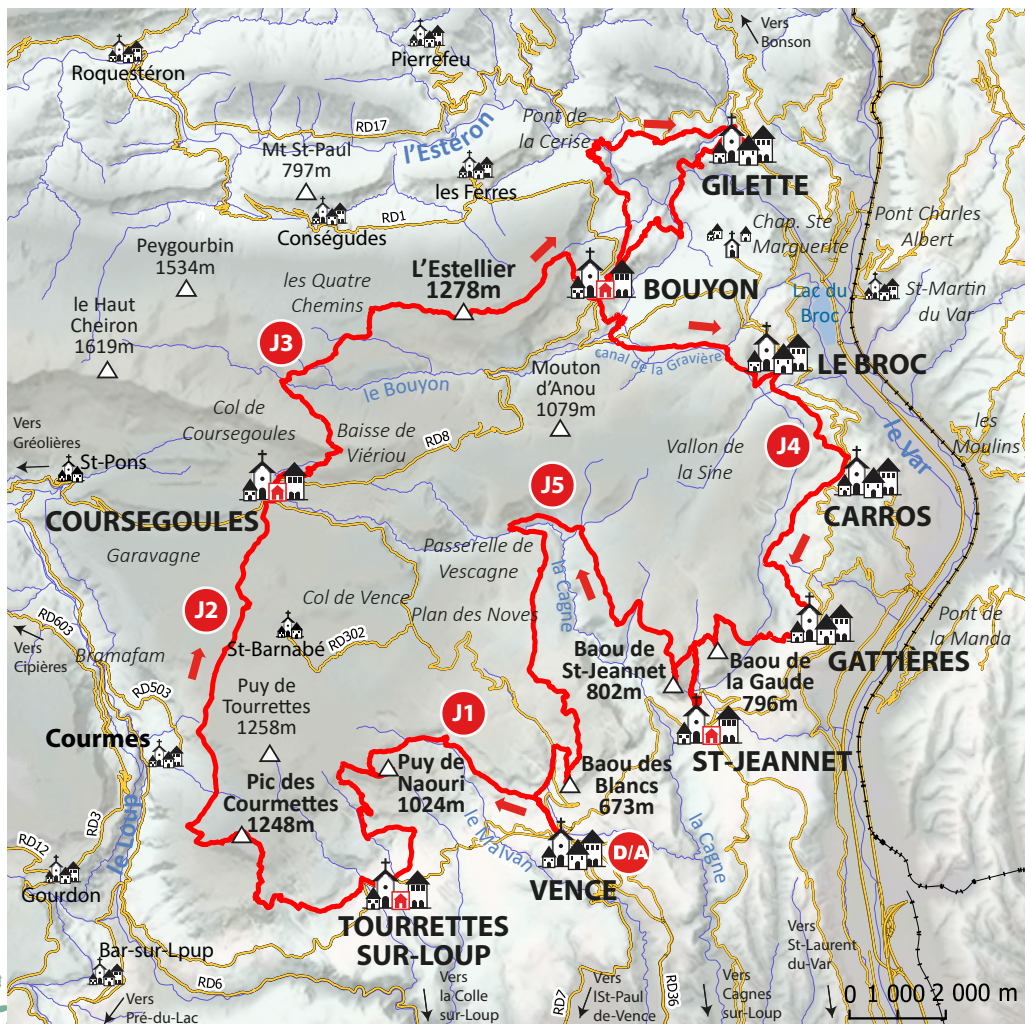 Vers
Bonson
Roquestéron
Pierrefeu
RD17
l'Estéron
Pont de
la Cerise
GILETTE
Mt St-Paul
797m
les Ferres
RD1
Conségudes
Chap. Ste
Marguerite
Pont Charles
Albert
Peygourbin
1534m
les Quatre
Chemins
L'Estellier
1278m
BOUYON
Lac du
Broc
St-Martin
du Var
le Haut
Cheiron
1619m
J3
canal de la Gravière
LE BROC
le Bouyon
Mouton
d'Anou
1079m
Col de
Coursegoules
Baisse de
Viériou
RD8
Vallon de
la Sine
J4
le Var
les
Moulins
Vers
Gréolières
St-Pons
COURSEGOULES
J5
CARROS
Garavagne
Passerelle de
Vescagne
la Cagne
J2
Col de Vence
Plan des Noves
St-Barnabé
RD302
RD603
Vers
Cipières
Bramafam
RD503
Baou de
St-Jeannet
802m
Baou de
la Gaude
796m
GATTIÈRES
Pont de
la Manda
Puy de
Tourrettes
1258m
J1
Courmes
ST-JEANNET
Pic des
Courmettes
1248m
Puy de
Naouri
1024m
Baou des
Blancs
673m
le Loup
RD3
RD12
le Malvan
D/A
la Cagne
VENCE
Gourdon
TOURRETTES
SUR-LOUP
Bar-sur-Lpup
RD6
Vers
Pré-du-Lac
Vers
la Colle
sur-Loup
RD7
Vers
lSt-Paul
de-Vence
RD36
Vers
Cagnes
sur-Loup
Vers
St-Laurent
du-Var
0 1 000 2 000 m